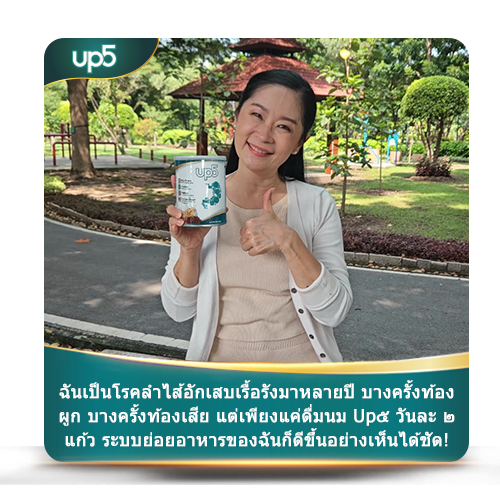 up5
up5
ฉันเป็นโรคลำไส้อักเสบเรื้อรังมาหลายปี บางครั้งท้อง
ผูก บางครั้งท้องเสีย แต่เพียงแค่ดื่มนม Up๕ วันละ ๒
แก้ว ระบบย่อยอาหารของฉันก็ดีขึ้นอย่างเห็นได้ชัด!